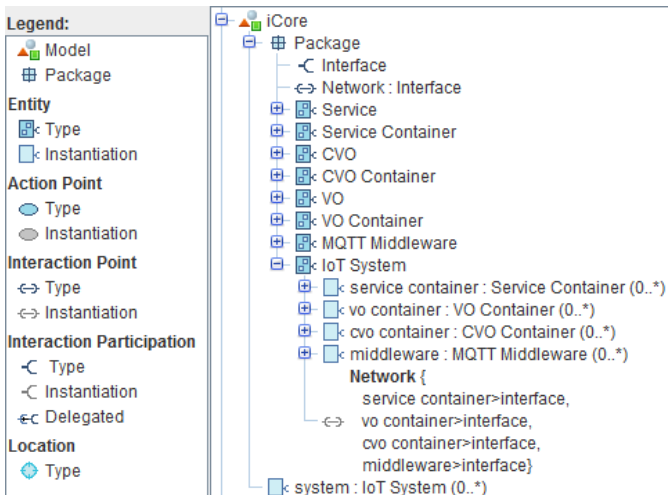 Legend:
Model
Package
Entity
Type
Instantiation
Action Point
Type
Instantiation
Interaction Point
Type
Instantiation
Interaction Participation
Type
Instantiation
Delegated
Location
Type
iCore
Package
Interface
Network : Interface
Service
Service Container
CVO
CVO Container
VO
VO Container
MQTT Middleware
IoT System
service container : Service Container (0..*)
vo container : VO Container (0..*)
cvo container : CVO Container (0..*)
middleware : MQTT Middleware (0..*)
Network {
service container>interface,
vo container>interface,
cvo container>interface,
middleware>interface}
system : IoT System (0..*)